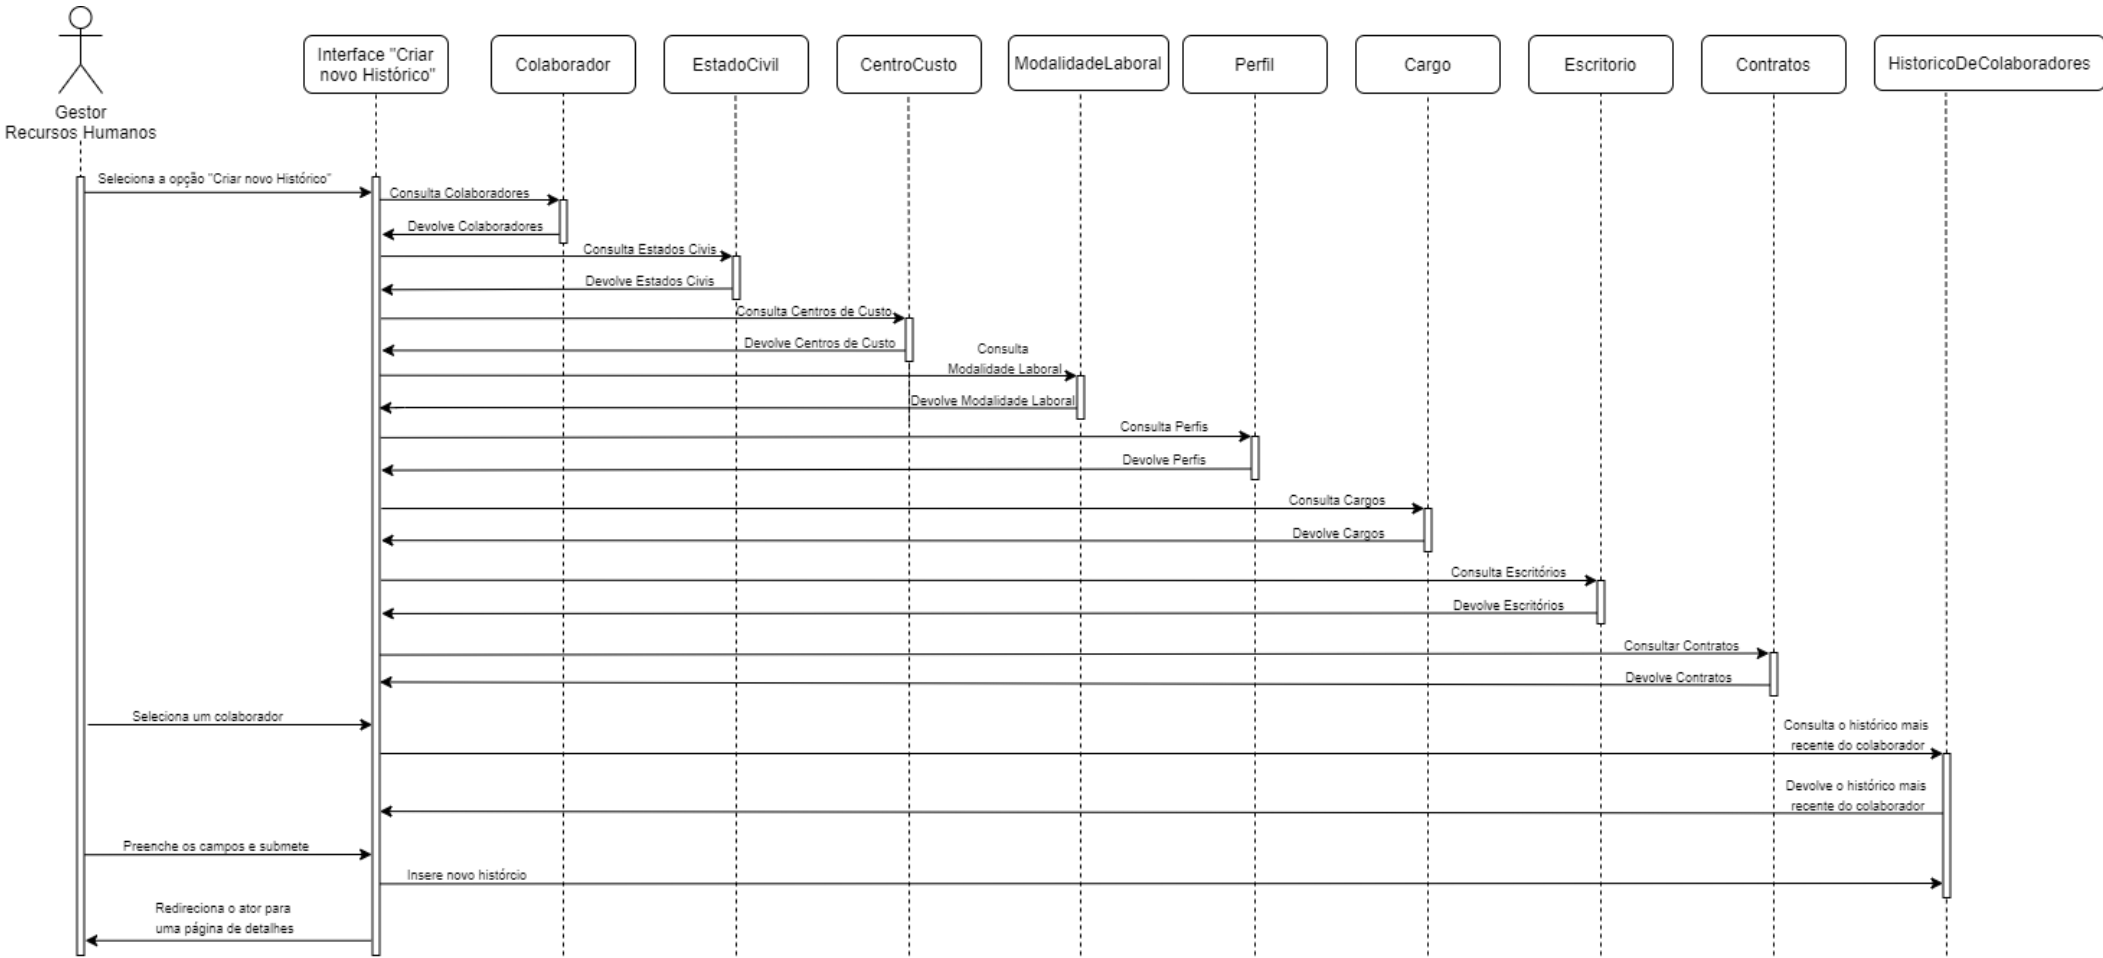 Gestor
Recursos Humanos
Interface "Criar
novo Histórico"
Colaborador
EstadoCivil
CentroCusto
ModalidadeLaboral
Perfil
Cargo
Escritorio
Contratos
HistoricoDeColaboradores
Seleciona a opção "Criar novo Histórico"
Consulta Colaboradores
Devolve Colaboradores
Consulta Estados Civis
Devolve Estados Civis
Consulta Centros de Custo
Devolve Centros de Custo
Consulta
Modalidade Laboral
Devolve Modalidade Laboral
Consulta Perfis
Devolve Perfis
Consulta Cargos
Devolve Cargos
Consulta Escritórios
Devolve Escritórios
Consultar Contratos
Devolve Contratos
Seleciona um colaborador
Consulta o histórico mais
recente do colaborador
Devolve o histórico mais
recente do colaborador
Preenche os campos e submete
Insere novo histórcio
Redireciona o ator para
uma página de detalhes